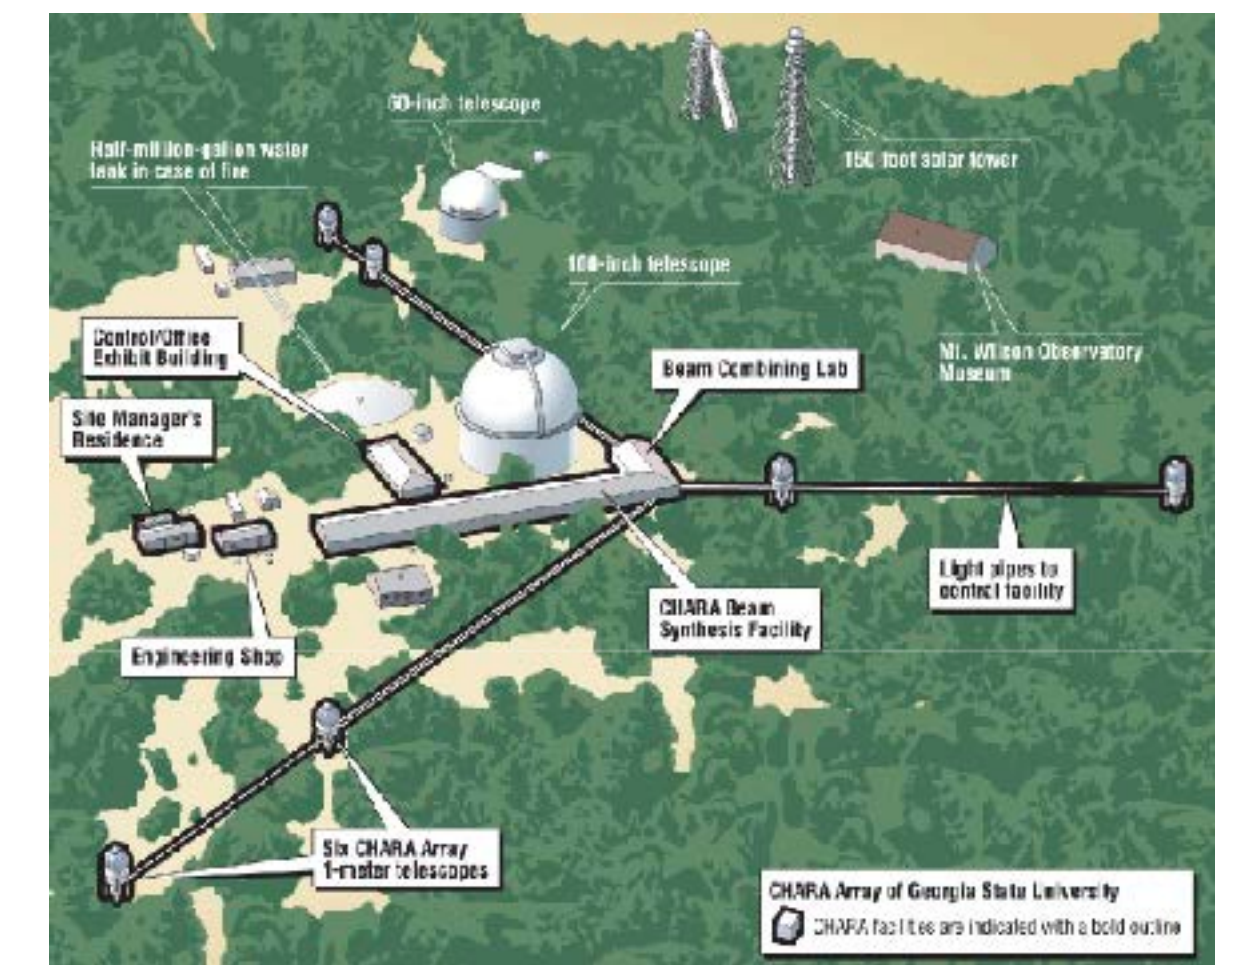 60-inch telescope
Half-million-gallon water
tank in case of fire
150-foot solar tower
100-inch telescope
Control/Office
Exhibit Building
Mt. Wilson Observatory
Museum
Beam Combining Lab
Site Manager's
Residence
Light pipes to
control facility
CHARA Beam
Synthesis Facility
Engineering Shop
Six CHARA Array
1-meter telescopes
CHARA Array of Georgia State University
CHARA facilities are indicated with a bold outline